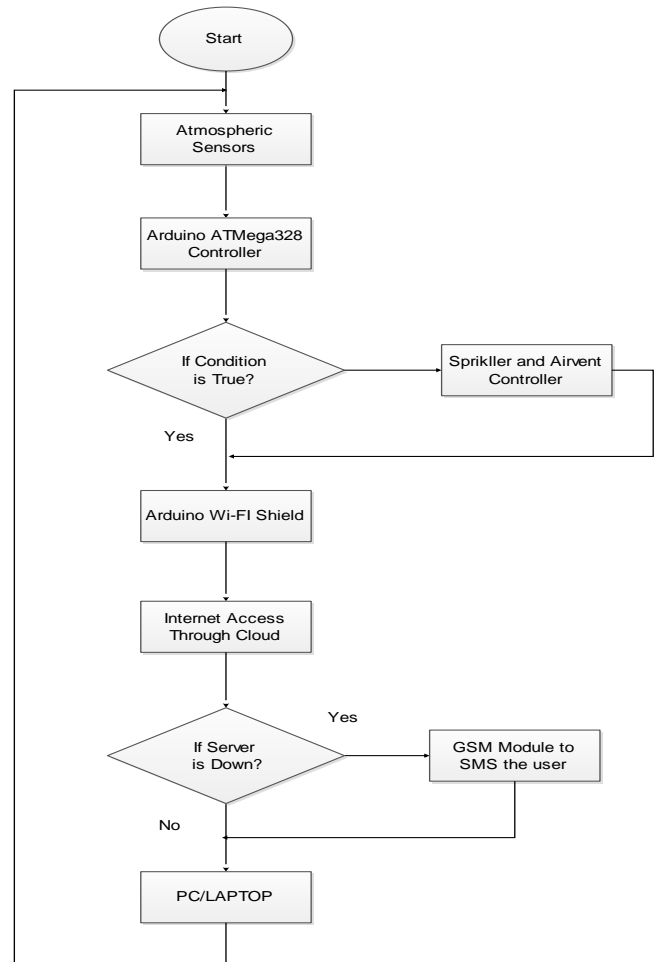 Start
Atmospheric
Sensors
Arduino ATMega328
Controller
If Condition
is True?
Sprikller and Airvent
Controller
Yes
Arduino Wi-FI Shield
Internet Access
Through Cloud
Yes
If Server
is Down?
GSM Module to
SMS the user
No
PC/LAPTOP